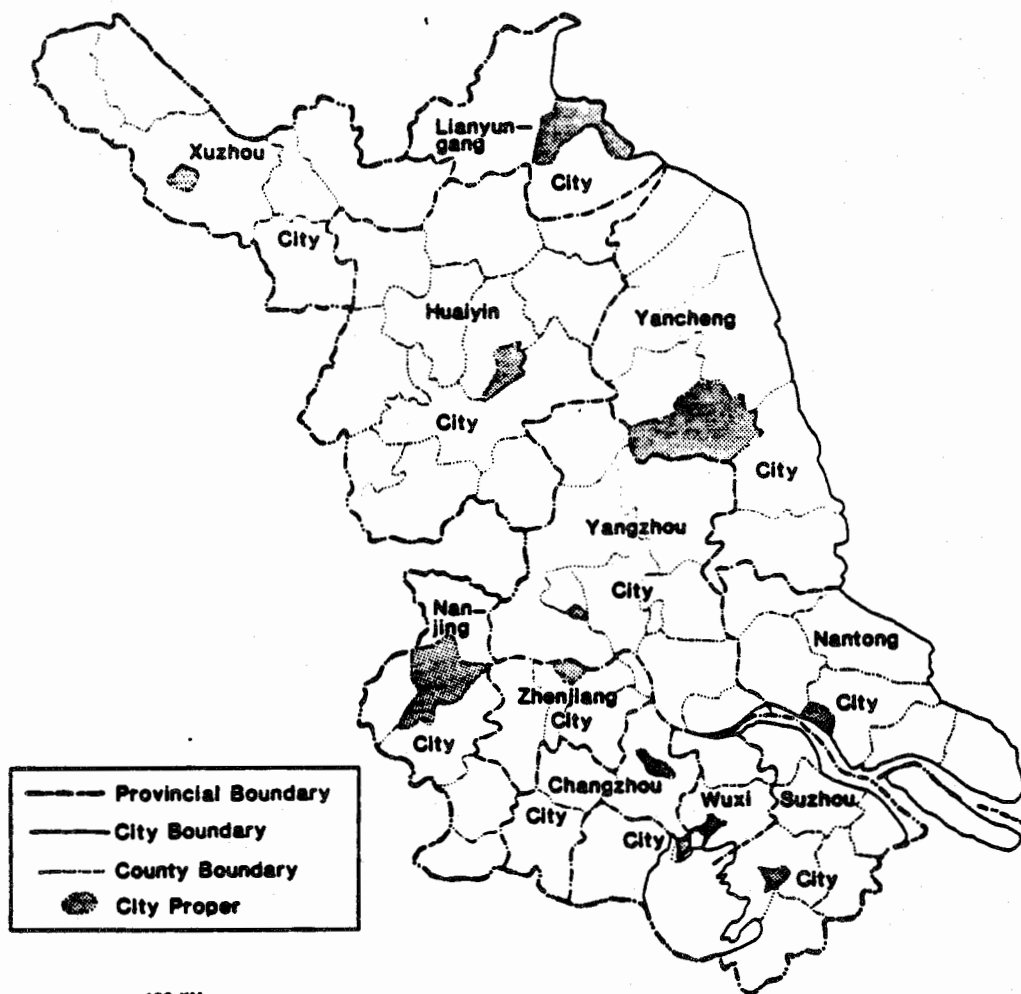 Lianyun-
gang
City
Xuzhou
City
Huaiyin
City
Yancheng
City
Yangzhou
City
Nan-
jing
City
Nantong
City
Zhenjiang
City
Changzhou
City
Wuxi
City
Suzhou
City
Provincial Boundary
City Boundary
County Boundary
City Proper